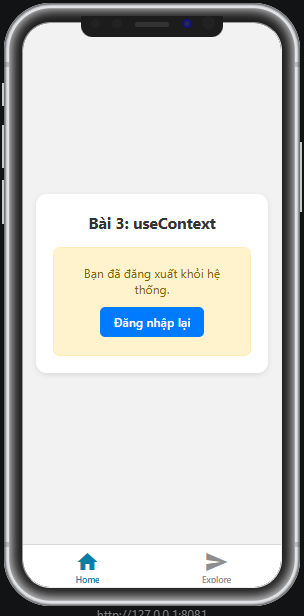 Bài 3: useContext
Bạn đã đăng xuất khỏi hệ
thống.
Đăng nhập lại
Home
Explore
http://127.0.0.1:8081